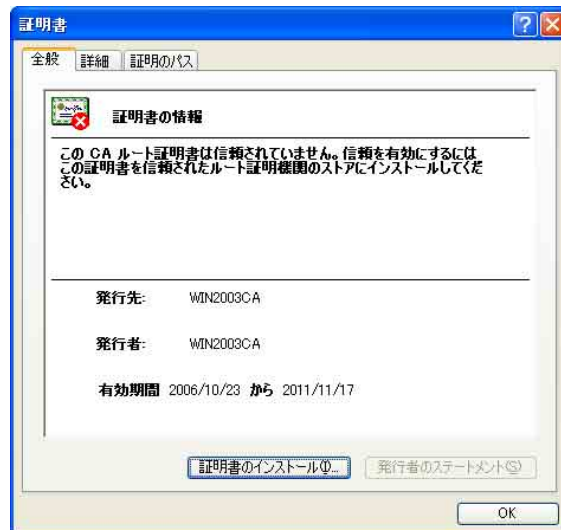 証明書
全般 詳細 証明のパス
証明書の情報
この CA ルート証明書は信頼されていません。信頼を有効にするには
この証明書を信頼されたルート証明機関のストアにインストールしてくだ
さい。
発行先: WIN2003CA
発行者: WIN2003CA
有効期間 2006/10/23 から 2011/11/17
証明書のインストール(I)... 発行者のステートメント(S)
OK